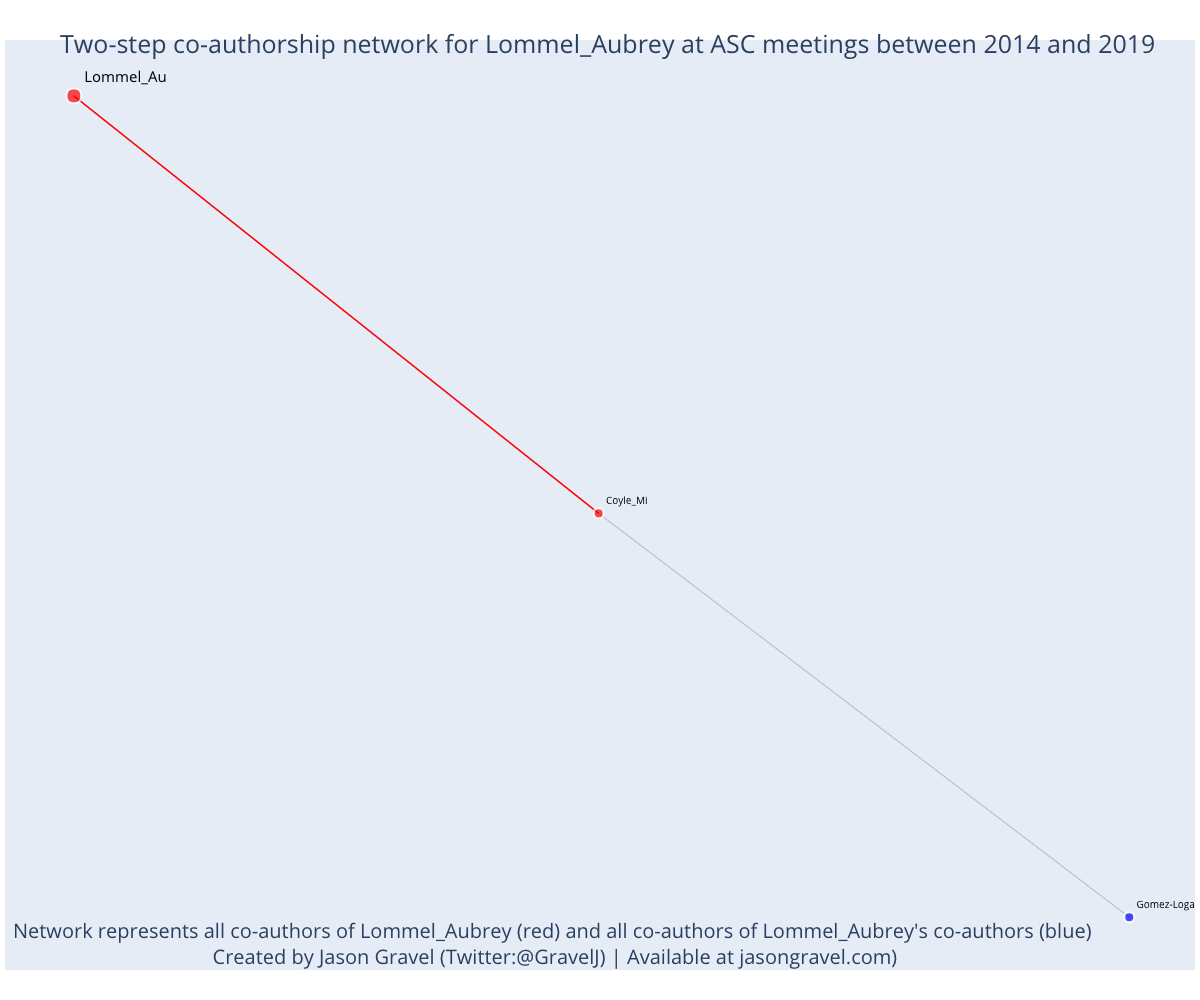 Two-step co-authorship network for Lommel_Aubrey at ASC meetings between 2014 and 2019
Lommel_Au
Coyle_Mi
Gomez-Loga
Network represents all co-authors of Lommel_Aubrey (red) and all co-authors of Lommel_Aubrey's co-authors (blue)
Created by Jason Gravel (Twitter:@GravelJ) | Available at jasongravel.com)